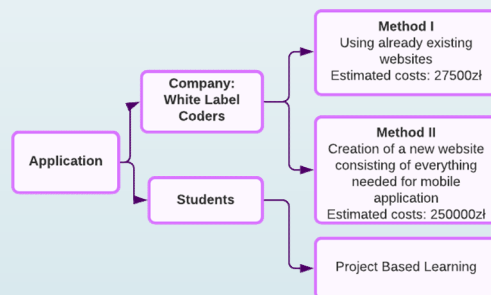 Application
Company:
White Label
Coders
Students
Method I
Using already existing
websites
Estimated costs: 27500zł
Method II
Creation of a new website
consisting of everything
needed for mobile
application
Estimated costs: 250000zł
Project Based Learning